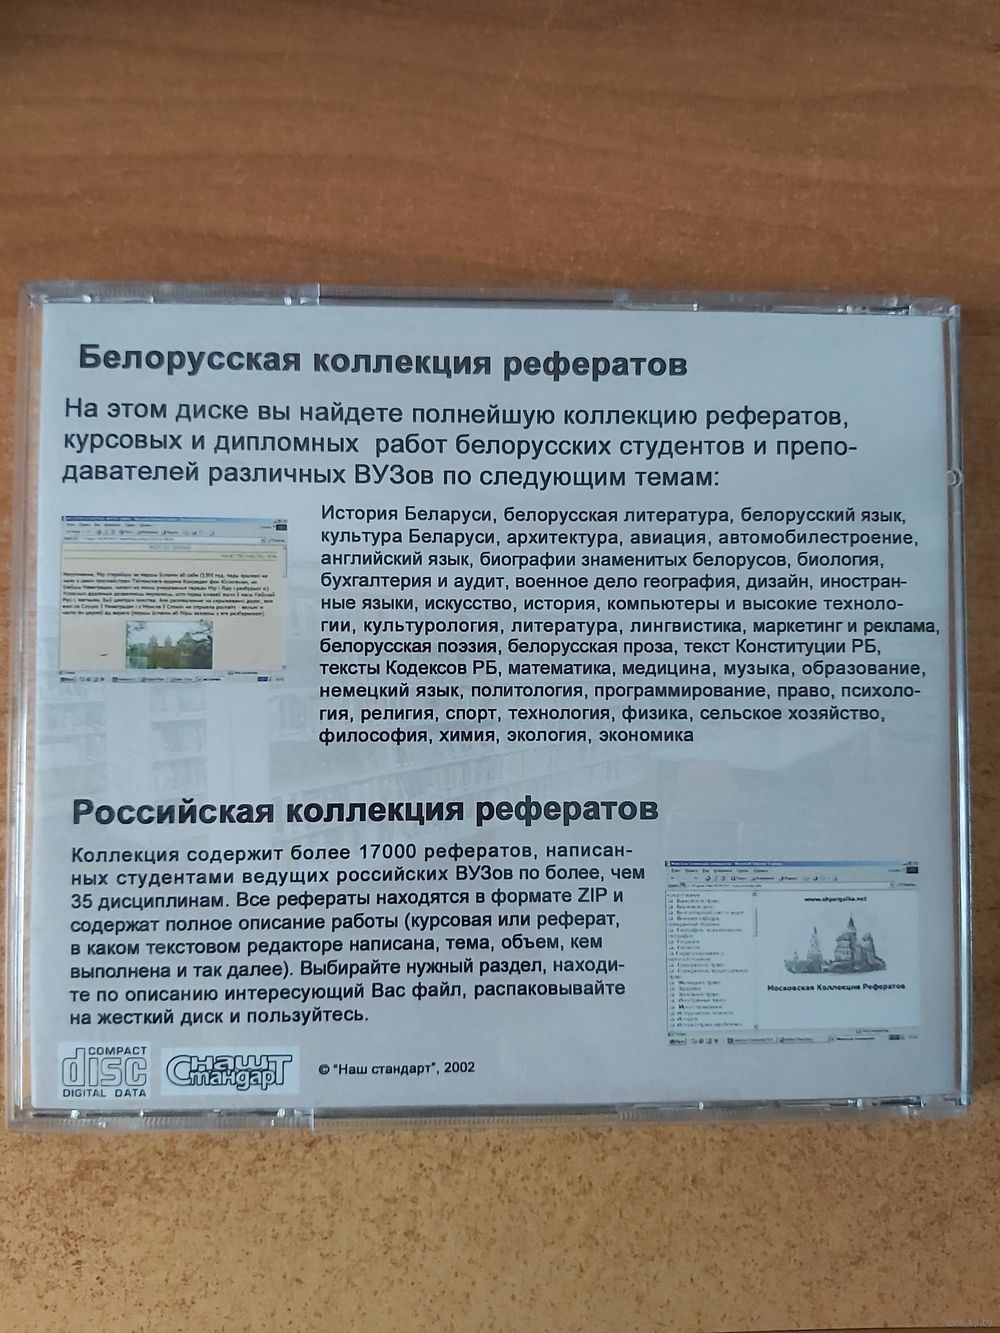 Белорусская коллекция рефератов
На этом диске вы найдете полнейшую коллекцию рефератов,
курсовых и дипломных работ белорусских студентов и препо-
давателей различных ВУЗов по следующим темам:
История Беларуси, белорусская литература, белорусский язык,
культура Беларуси, архитектура, авиация, автомобилестроение,
английский язык, биографии знаменитых белорусов, биология,
бухгалтерия и аудит, военное дело география, дизайн, иностран-
ные языки, искусство, история, компьютеры и высокие техноло-
гии, культурология, литература, лингвистика, маркетинг и реклама,
белорусская поэзия, белорусская проза, текст Конституции РБ,
тексты Кодексов РБ, математика, медицина, музыка, образование,
немецкий язык, политология, программирование, право, психоло-
гия, религия, спорт, технология, физика, сельское хозяйство,
философия, химия, экология, экономика
Российская коллекция рефератов
Коллекция содержит более 17000 рефератов, написан-
ных студентами ведущих российских ВУЗов по более, чем
35 дисциплинам. Все рефераты находятся в формате ZIP и
содержат полное описание работы (курсовая или реферат,
в каком текстовом редакторе написана, тема, объем, кем
выполнена и так далее). Выбирайте нужный раздел, находи-
те по описанию интересующий Вас файл, распаковывайте
на жесткий диск и пользуйтесь.
www.shpargalka.net
Московская Коллекция Рефератов
COMPACT
disc
DIGITAL DATA
Наш
Стандарт
© “Наш стандарт”, 2002
www.ay.by